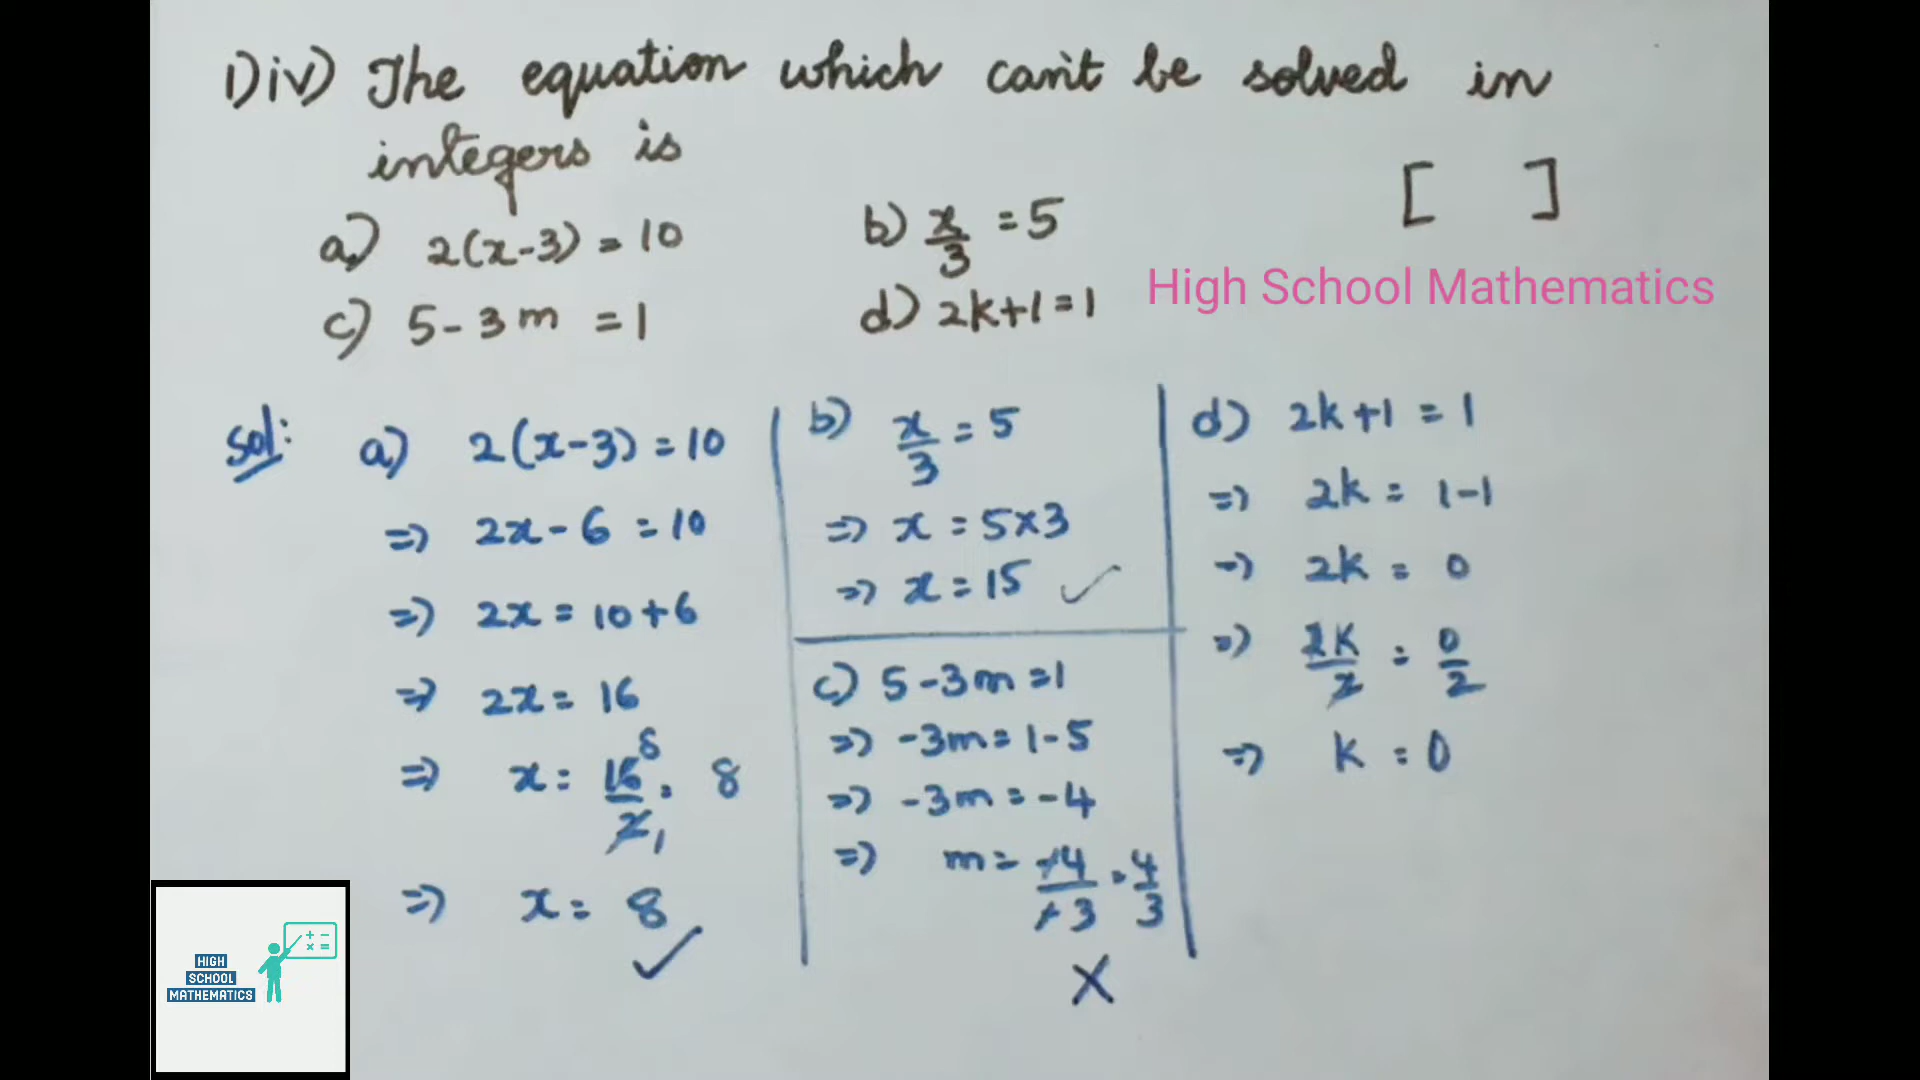 1) iv) The equation which can't be solved in
integers is [ ]
a) 2(x-3) = 10 b) x/3 = 5
High School Mathematics
c) 5-3m = 1 d) 2k+1=1
Sol: a) 2(x-3) = 10
=> 2x-6 = 10
=> 2x = 10+6
=> 2x = 16
=> x = 16/2 8 1 = 8
=> x = 8 ✓
b) x/3 = 5
=> x = 5×3
=> x = 15 ✓
c) 5-3m=1
=> -3m = 1-5
=> -3m = -4
=> m = -4/-3 = 4/3
X
d) 2k+1 = 1
=> 2k = 1-1
=> 2k = 0
=> 2k/2 = 0/2
=> k = 0
HIGH
SCHOOL
MATHEMATICS
+ -
× =